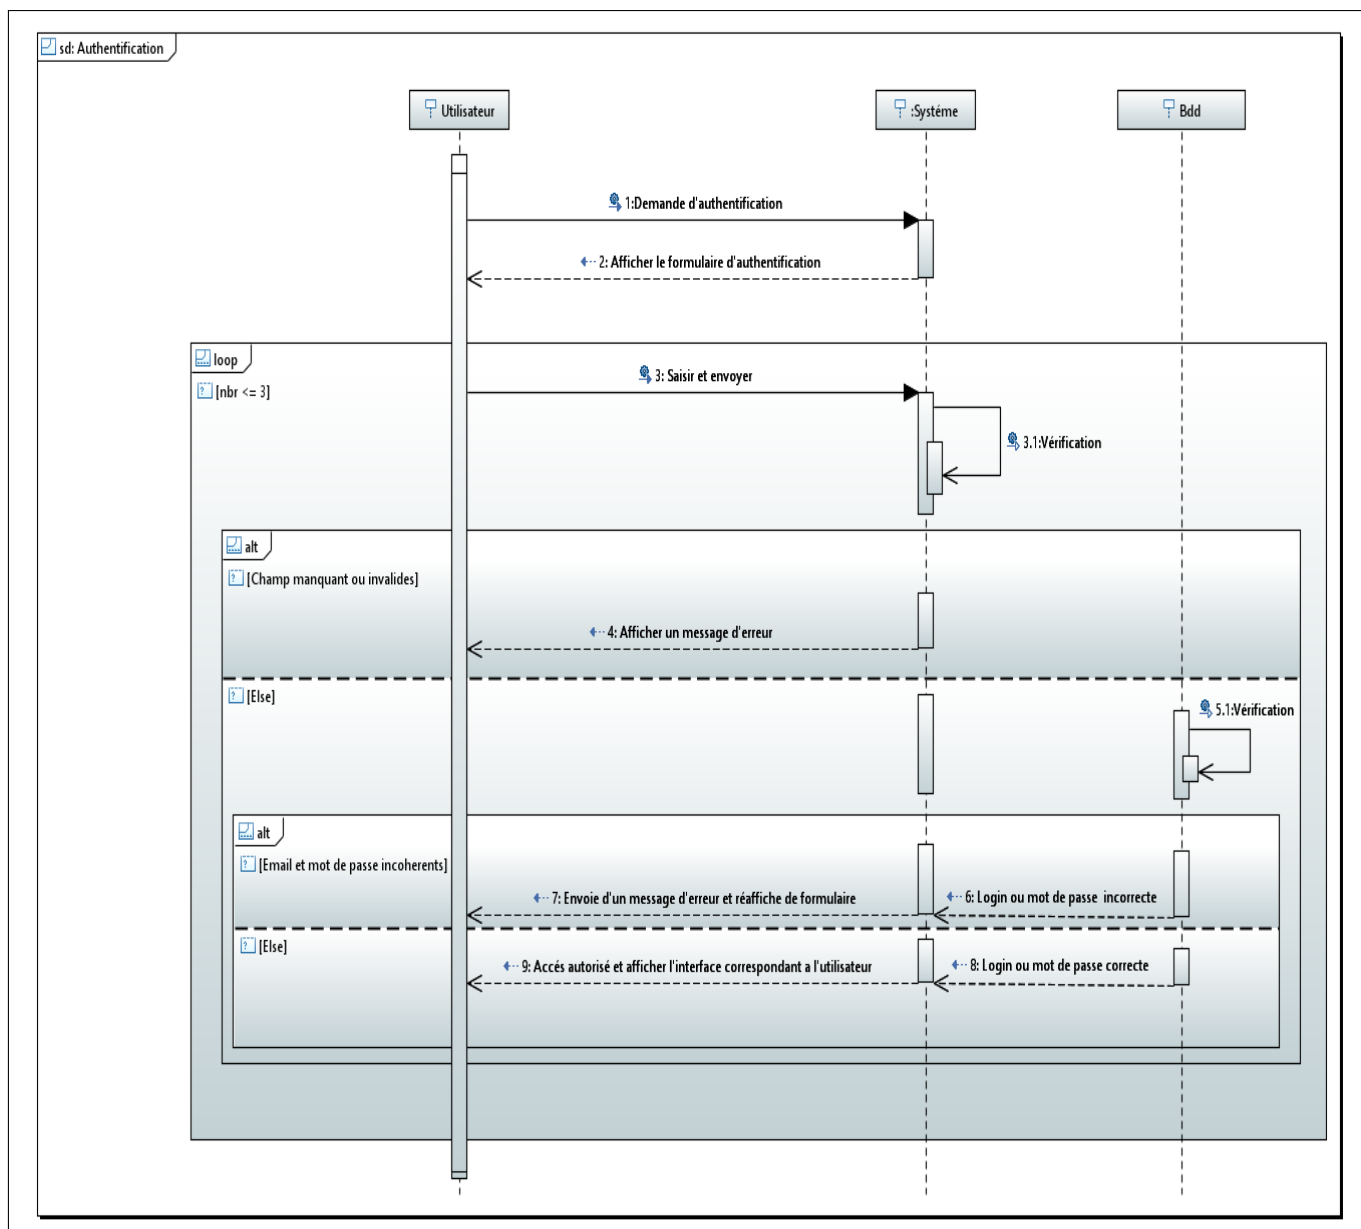 sd: Authentification
Utilisateur
:Systéme
Bdd
1:Demande d'authentification
2: Afficher le formulaire d'authentification
loop
[nbr <= 3]
3: Saisir et envoyer
3.1:Vérification
alt
[Champ manquant ou invalides]
4: Afficher un message d'erreur
[Else]
5.1:Vérification
alt
[Email et mot de passe incoherents]
7: Envoie d'un message d'erreur et réaffiche de formulaire
6: Login ou mot de passe incorrecte
[Else]
9: Accés autorisé et afficher l'interface correspondant a l'utilisateur
8: Login ou mot de passe correcte